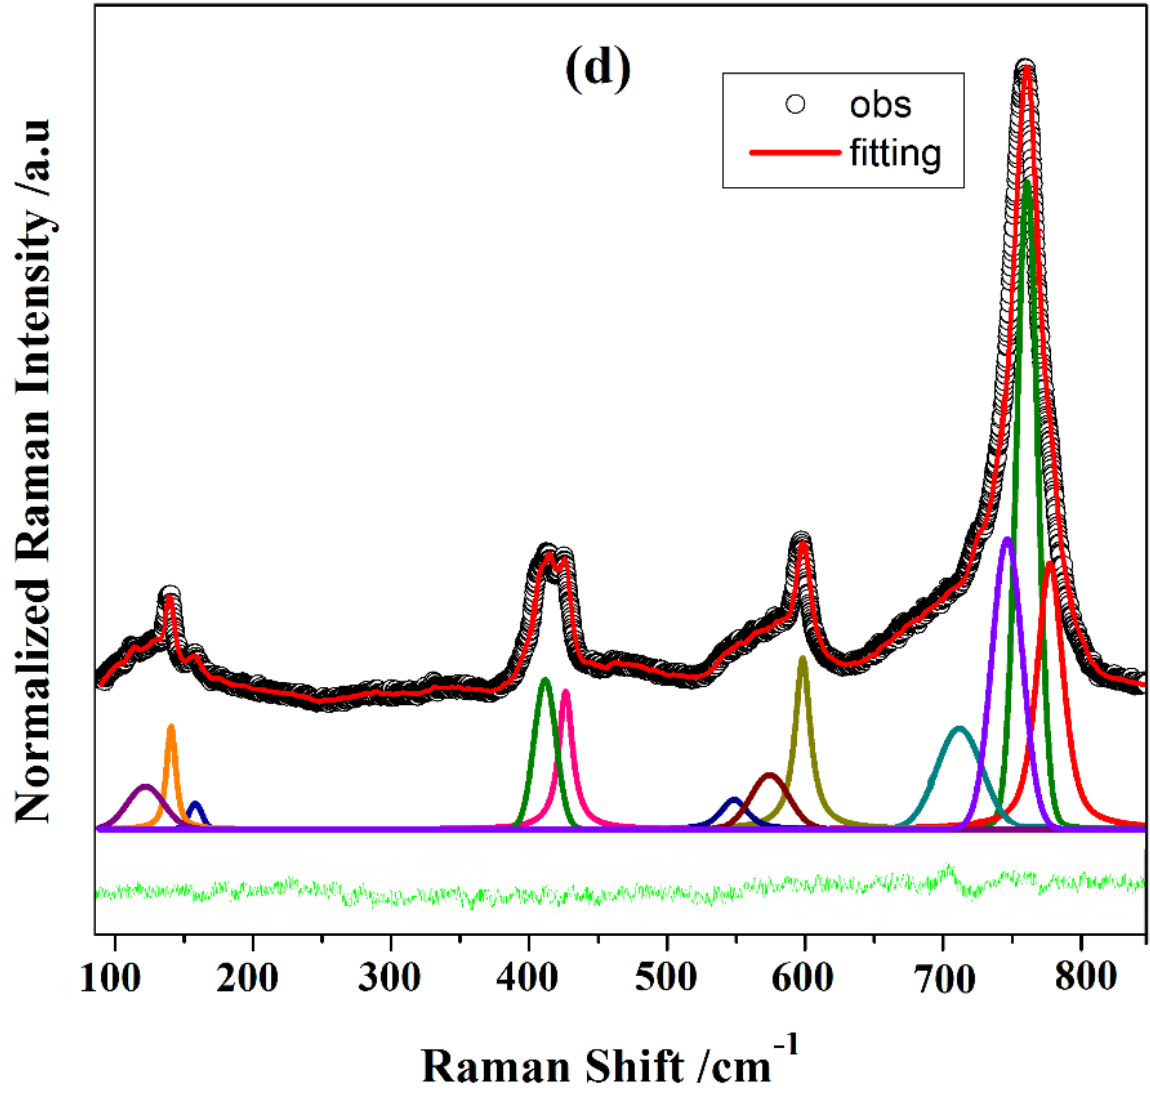 (d)
obs
fitting
Normalized Raman Intensity /a.u
100 200 300 400 500 600 700 800
Raman Shift /cm⁻¹